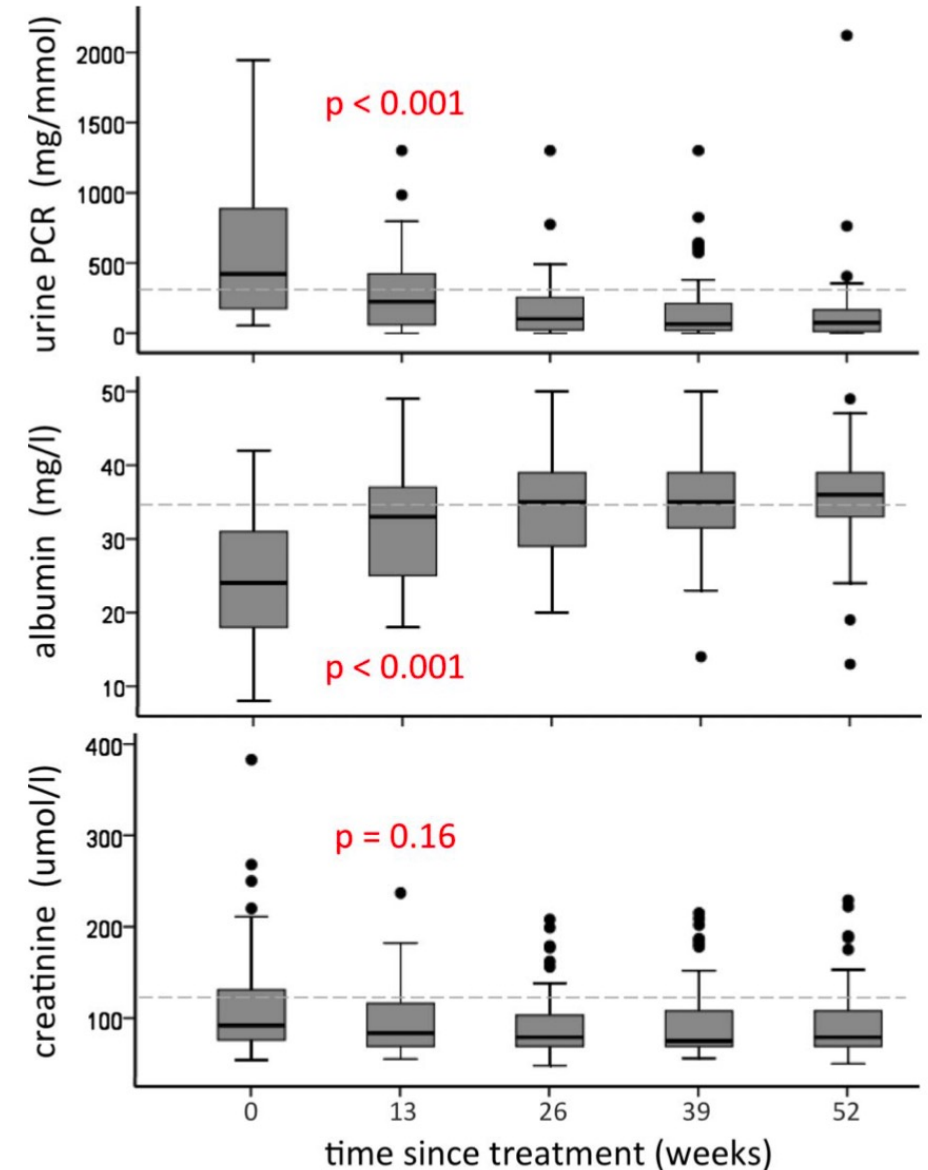 urine PCR (mg/mmol)
2000
1500
1000
500
0
p < 0.001
albumin (mg/l)
50
40
30
20
10
p < 0.001
creatinine (umol/l)
400
300
200
100
p = 0.16
0 13 26 39 52
time since treatment (weeks)